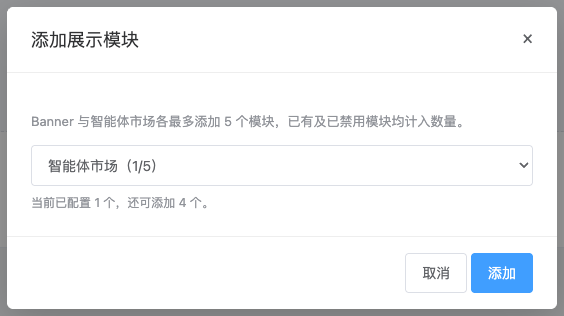 添加展示模块
×
Banner 与智能体市场各最多添加 5 个模块，已有及已禁用模块均计入数量。
智能体市场（1/5）
当前已配置 1 个，还可添加 4 个。
取消 添加